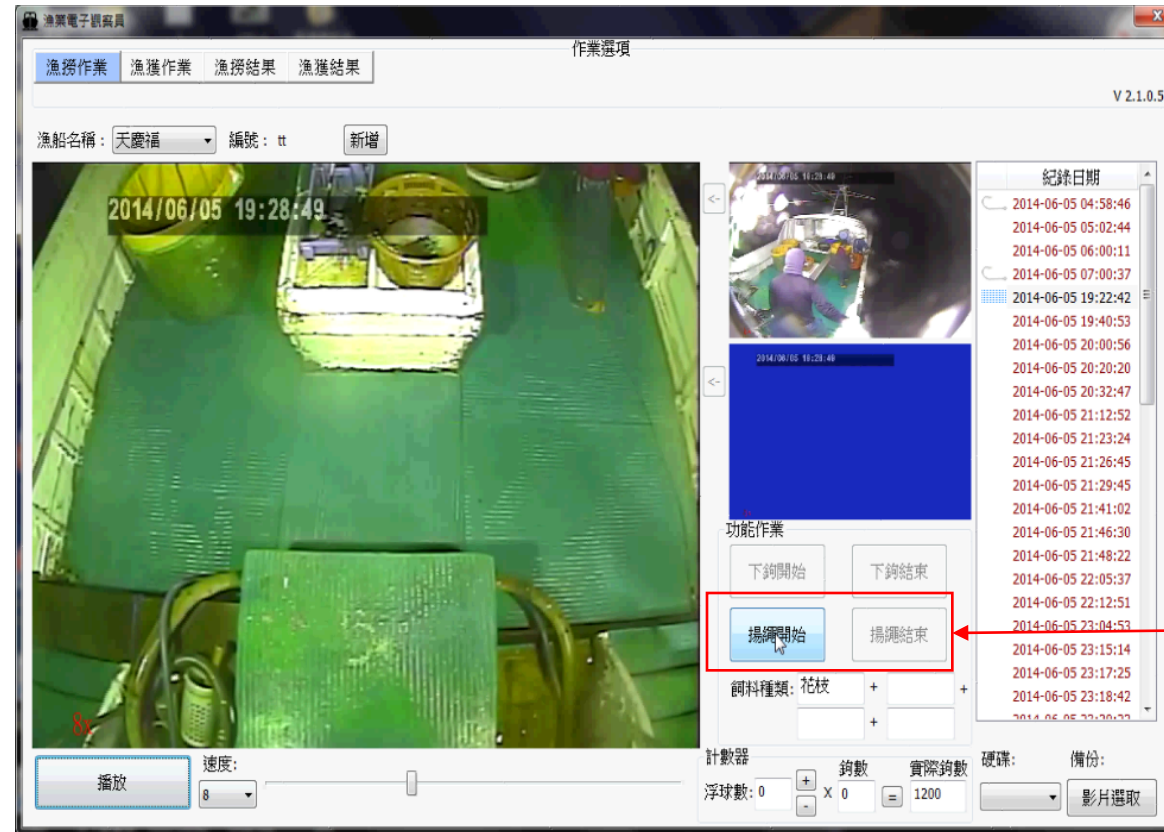 漁業電子觀察員
作業選項
漁撈作業 漁獲作業 漁撈結果 漁獲結果
V 2.1.0.5
漁船名稱： 天慶福 編號： tt 新增
2014/06/05 19:28:49
8x
<-
2014/06/05 19:28:49
<-
2014/06/05 19:28:49
紀錄日期
2014-06-05 04:58:46
2014-06-05 05:02:44
2014-06-05 06:00:11
2014-06-05 07:00:37
2014-06-05 19:22:42
2014-06-05 19:40:53
2014-06-05 20:00:56
2014-06-05 20:20:20
2014-06-05 20:32:47
2014-06-05 21:12:52
2014-06-05 21:23:24
2014-06-05 21:26:45
2014-06-05 21:29:45
2014-06-05 21:41:02
2014-06-05 21:46:30
2014-06-05 21:48:22
2014-06-05 22:05:37
2014-06-05 22:12:51
2014-06-05 23:04:53
2014-06-05 23:15:14
2014-06-05 23:17:25
2014-06-05 23:18:42
功能作業
下鉤開始 下鉤結束
揚繩開始 揚繩結束
餌料種類: 花枝 + +
+
播放
速度:
8
計數器
浮球數: 0 + - X 鉤數 0 = 實際鉤數 1200
硬碟: 備份:
影片選取